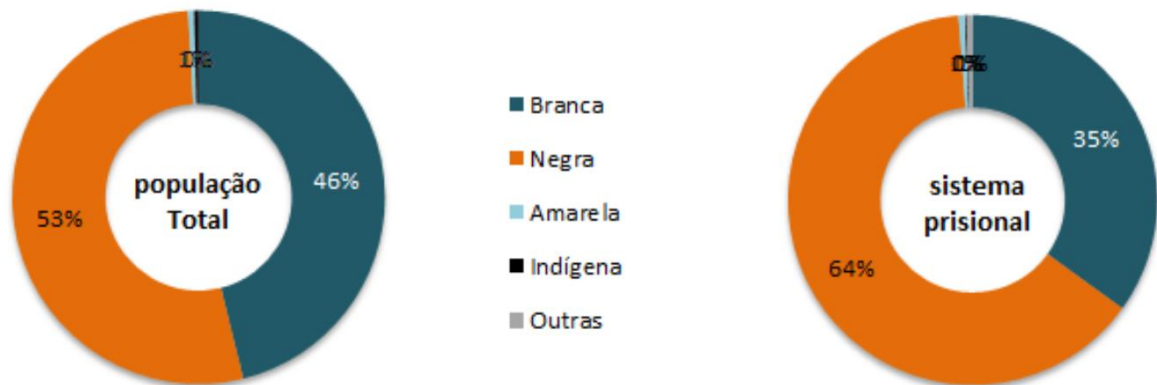 população
Total
46%
53%
Branca
Negra
Amarela
Indígena
Outras
sistema
prisional
35%
64%